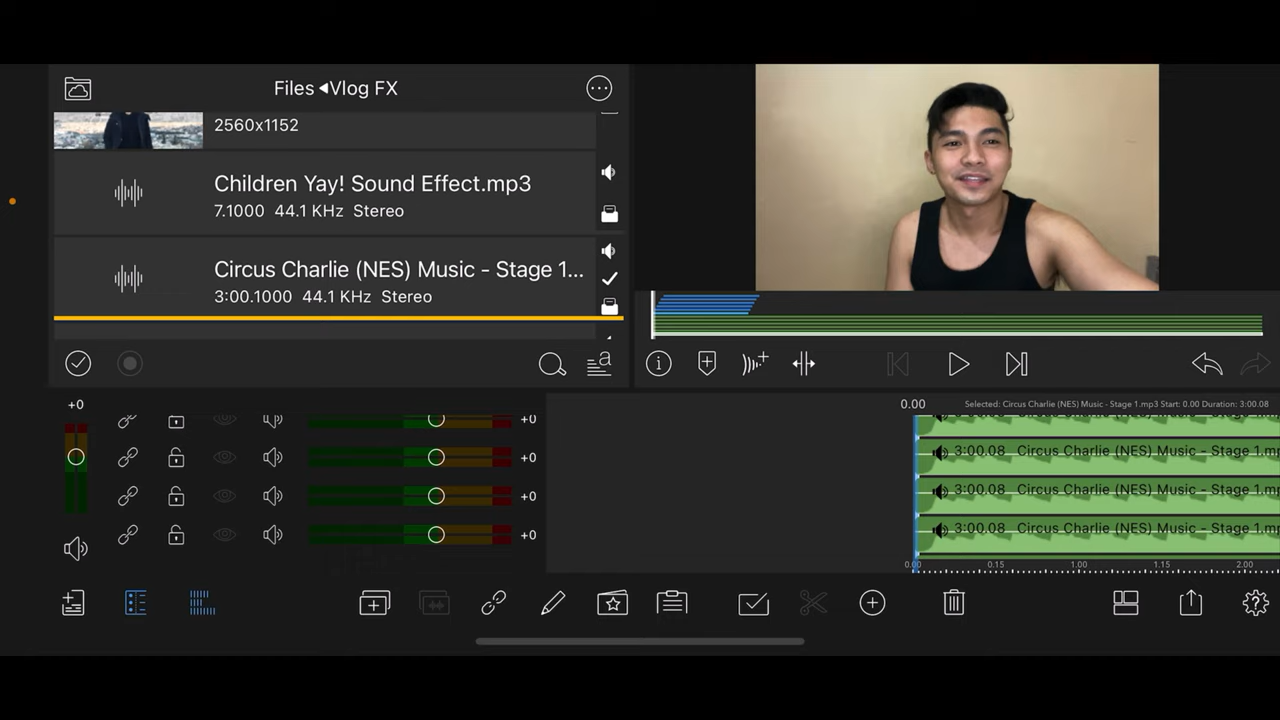 Files ◂Vlog FX
2560x1152
Children Yay! Sound Effect.mp3
7.1000 44.1 KHz Stereo
Circus Charlie (NES) Music - Stage 1...
3:00.1000 44.1 KHz Stereo
+0
+0
+0
+0
+0
0.00
Selected: Circus Charlie (NES) Music - Stage 1.mp3 Start: 0.00 Duration: 3:00.08
3:00.08 Circus Charlie (NES) Music - Stage 1.mp
3:00.08 Circus Charlie (NES) Music - Stage 1.mp
3:00.08 Circus Charlie (NES) Music - Stage 1.mp
0.00 0.15 1.00 1.15 2.00